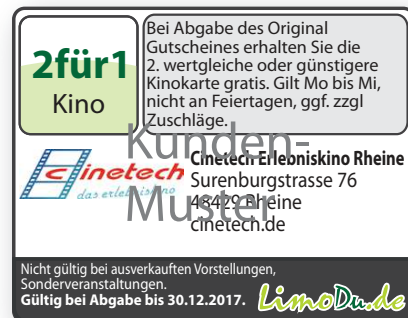 2für1
Kino
Bei Abgabe des Original
Gutscheines erhalten Sie die
2. wertgleiche oder günstigere
Kinokarte gratis. Gilt Mo bis Mi,
nicht an Feiertagen, ggf. zzgl
Zuschläge.
Kunden-
Muster
cinetech
das erlebniskino
Cinetech Erlebniskino Rheine
Surenburgstrasse 76
48429 Rheine
cinetech.de
Nicht gültig bei ausverkauften Vorstellungen,
Sonderveranstaltungen.
Gültig bei Abgabe bis 30.12.2017.
LimoDu.de